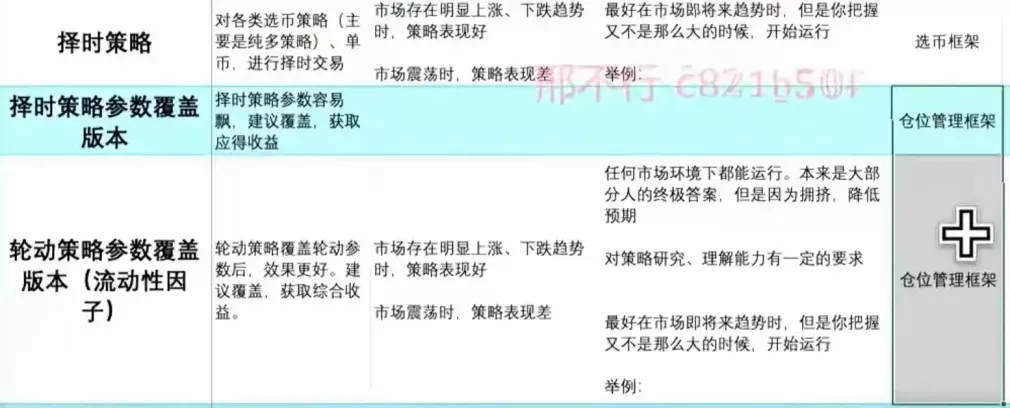 择时策略
对各类选币策略（主
要是纯多策略）、单
币，进行择时交易
市场存在明显上涨、下跌趋势
时，策略表现好
市场震荡时，策略表现差
最好在市场即将来趋势时，但是你把握
又不是那么大的时候，开始运行
举例：
选币框架
邢不行 c821b50f
择时策略参数覆盖
版本
择时策略参数容易
飘，建议覆盖，获取
应得收益
仓位管理框架
轮动策略参数覆盖
版本（流动性因
子）
轮动策略覆盖轮动参
数后，效果更好。建
议覆盖，获取综合收
益。
市场存在明显上涨、下跌趋势
时，策略表现好
市场震荡时，策略表现差
任何市场环境下都能运行。本来是大部
分人的终极答案，但是因为拥挤，降低
预期
对策略研究、理解能力有一定的要求
最好在市场即将来趋势时，但是你把握
又不是那么大的时候，开始运行
举例：
仓位管理框架